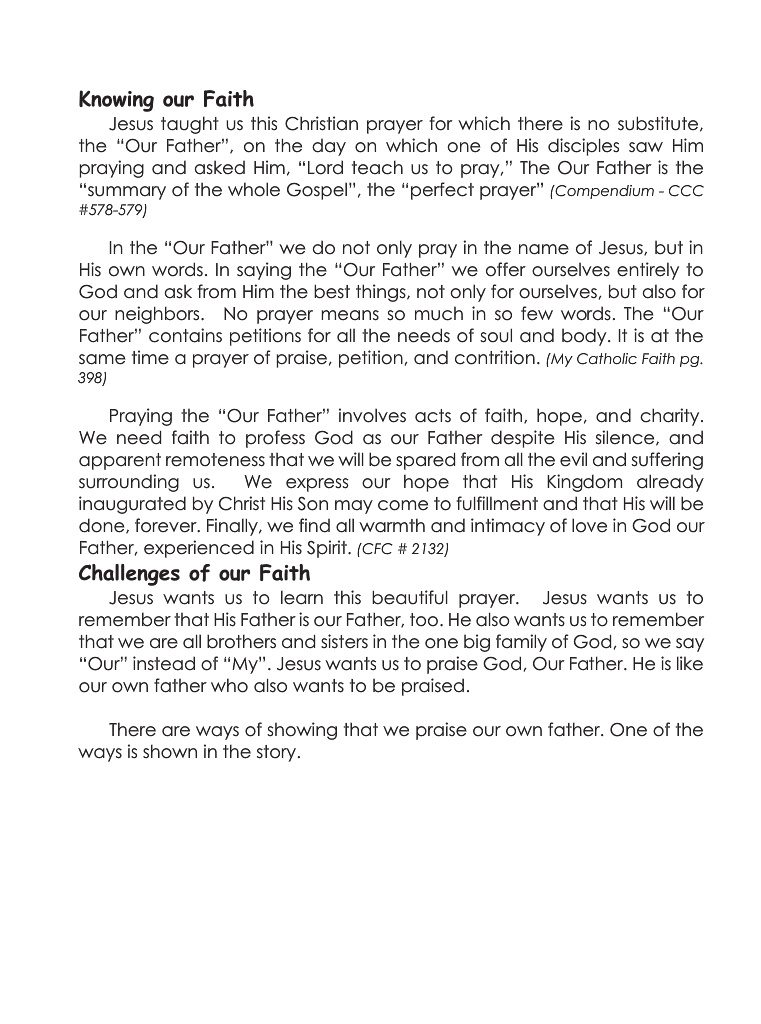 Knowing our Faith
Jesus taught us this Christian prayer for which there is no substitute,
the “Our Father”, on the day on which one of His disciples saw Him
praying and asked Him, “Lord teach us to pray,” The Our Father is the
“summary of the whole Gospel”, the “perfect prayer” (Compendium - CCC
#578-579)
In the “Our Father” we do not only pray in the name of Jesus, but in
His own words. In saying the “Our Father” we offer ourselves entirely to
God and ask from Him the best things, not only for ourselves, but also for
our neighbors. No prayer means so much in so few words. The “Our
Father” contains petitions for all the needs of soul and body. It is at the
same time a prayer of praise, petition, and contrition. (My Catholic Faith pg.
398)
Praying the “Our Father” involves acts of faith, hope, and charity.
We need faith to profess God as our Father despite His silence, and
apparent remoteness that we will be spared from all the evil and suffering
surrounding us. We express our hope that His Kingdom already
inaugurated by Christ His Son may come to fulfillment and that His will be
done, forever. Finally, we find all warmth and intimacy of love in God our
Father, experienced in His Spirit. (CFC # 2132)
Challenges of our Faith
Jesus wants us to learn this beautiful prayer. Jesus wants us to
remember that His Father is our Father, too. He also wants us to remember
that we are all brothers and sisters in the one big family of God, so we say
“Our” instead of “My”. Jesus wants us to praise God, Our Father. He is like
our own father who also wants to be praised.
There are ways of showing that we praise our own father. One of the
ways is shown in the story.